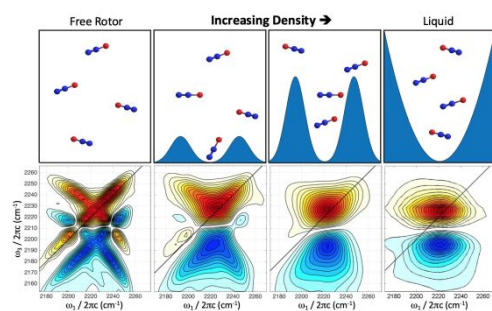 Free Rotor
Increasing Density ➔
Liquid
2260
2250
2240
2230
2220
2210
2200
2190
2180
2170
2160
ω₃ / 2πc (cm⁻¹)
2180 2200 2220 2240 2260
2180 2200 2220 2240 2260
2180 2200 2220 2240 2260
2180 2200 2220 2240 2260
ω₁ / 2πc (cm⁻¹)
ω₁ / 2πc (cm⁻¹)
ω₁ / 2πc (cm⁻¹)
ω₁ / 2πc (cm⁻¹)